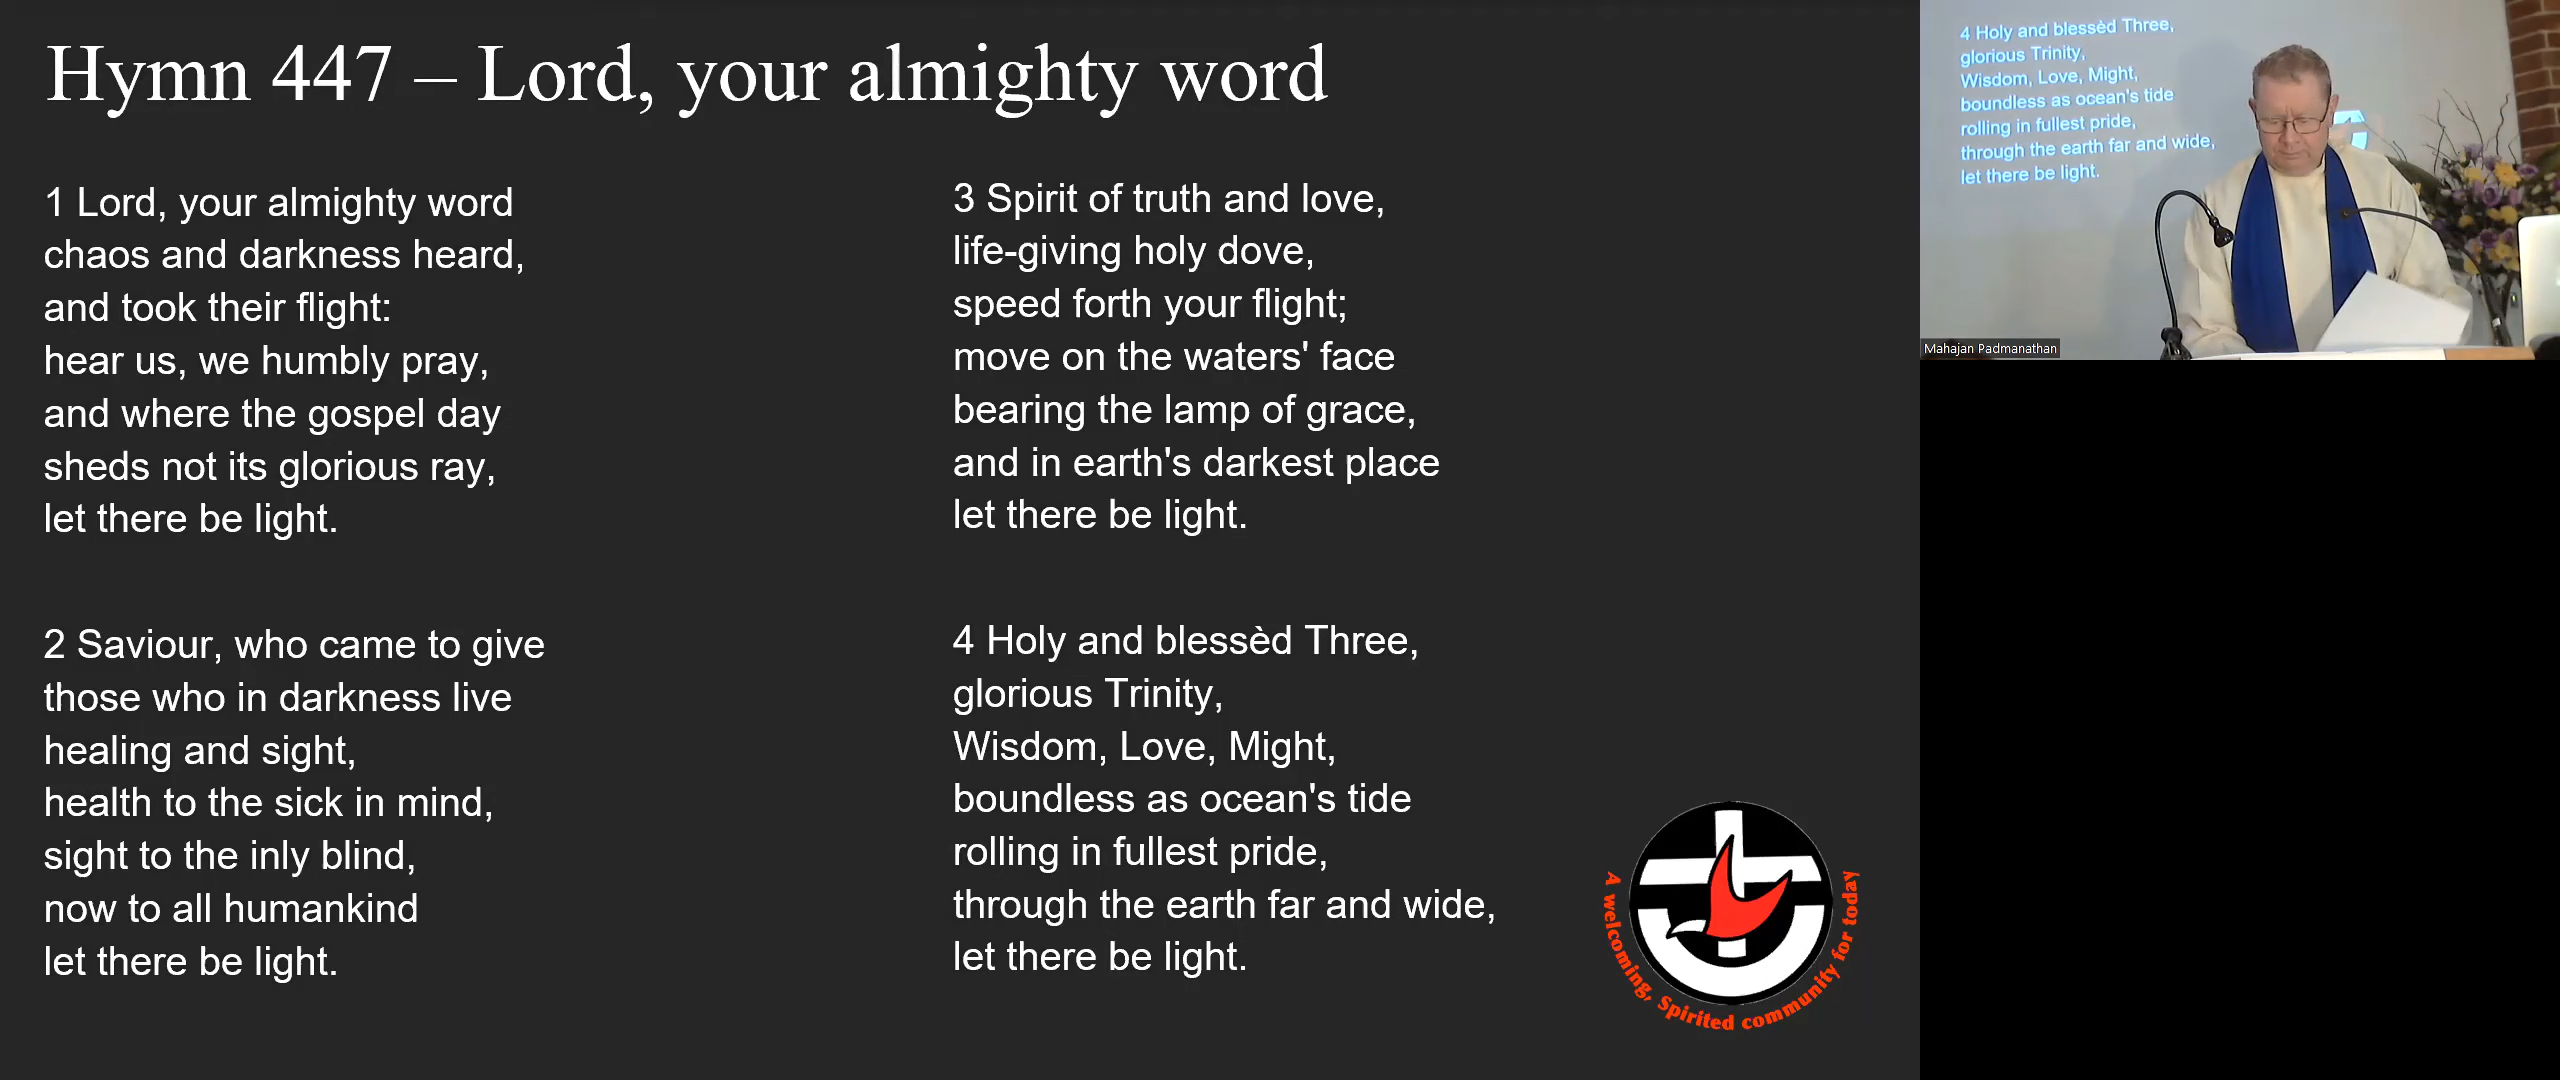 Hymn 447 – Lord, your almighty word
1 Lord, your almighty word
chaos and darkness heard,
and took their flight:
hear us, we humbly pray,
and where the gospel day
sheds not its glorious ray,
let there be light.
2 Saviour, who came to give
those who in darkness live
healing and sight,
health to the sick in mind,
sight to the inly blind,
now to all humankind
let there be light.
3 Spirit of truth and love,
life-giving holy dove,
speed forth your flight;
move on the waters' face
bearing the lamp of grace,
and in earth's darkest place
let there be light.
4 Holy and blessèd Three,
glorious Trinity,
Wisdom, Love, Might,
boundless as ocean's tide
rolling in fullest pride,
through the earth far and wide,
let there be light.
A welcoming, Spirited community for today
4 Holy and blessèd Three,
glorious Trinity,
Wisdom, Love, Might,
boundless as ocean's tide
rolling in fullest pride,
through the earth far and wide,
let there be light.
Mahajan Padmanathan